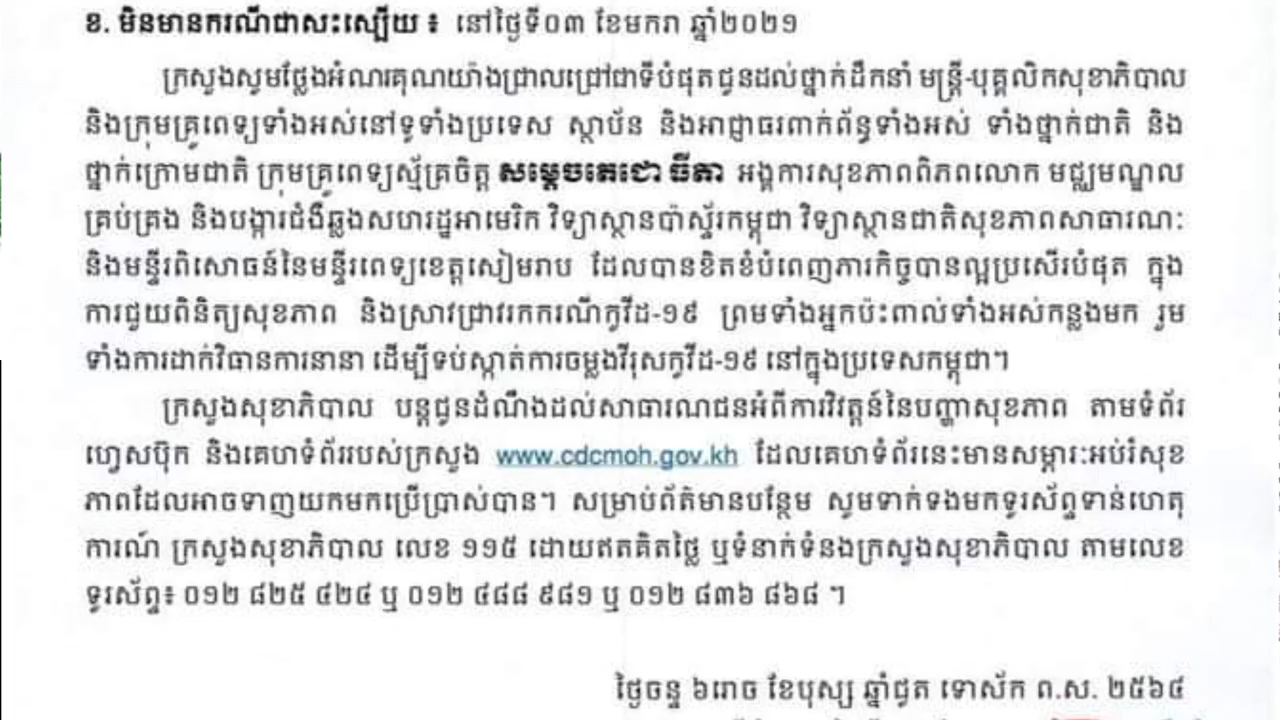 ខ. មិនមានករណីជាសះស្បើយ ៖ នៅថ្ងៃទី០៣ ខែមករា ឆ្នាំ២០២១
ក្រសួងសូមថ្លែងអំណរគុណយ៉ាងជ្រាលជ្រៅជាទីបំផុតជូនដល់ថ្នាក់ដឹកនាំ មន្ត្រី-បុគ្គលិកសុខាភិបាល
និងក្រុមគ្រូពេទ្យទាំងអស់នៅទូទាំងប្រទេស ស្ថាប័ន និងអាជ្ញាធរពាក់ព័ន្ធទាំងអស់ ទាំងថ្នាក់ជាតិ និង
ថ្នាក់ក្រោមជាតិ ក្រុមគ្រូពេទ្យស្ម័គ្រចិត្ត សម្តេចតេជោ ធីតា អង្គការសុខភាពពិភពលោក មជ្ឈមណ្ឌល
គ្រប់គ្រង និងបង្ការជំងឺឆ្លងសហរដ្ឋអាមេរិក វិទ្យាស្ថានប៉ាស្ទ័រកម្ពុជា វិទ្យាស្ថានជាតិសុខភាពសាធារណៈ
និងមន្ទីរពិសោធន៍នៃមន្ទីរពេទ្យខេត្តសៀមរាប ដែលបានខិតខំបំពេញភារកិច្ចបានល្អប្រសើរបំផុត ក្នុង
ការជួយពិនិត្យសុខភាព និងស្រាវជ្រាវរកករណីកូវីដ-១៩ ព្រមទាំងអ្នកប៉ះពាល់ទាំងអស់កន្លងមក រួម
ទាំងការដាក់វិធានការនានា ដើម្បីទប់ស្កាត់ការចម្លងវីរុសកូវីដ-១៩ នៅក្នុងប្រទេសកម្ពុជា។
ក្រសួងសុខាភិបាល បន្តជូនដំណឹងដល់សាធារណជនអំពីការវិវត្តន៍នៃបញ្ហាសុខភាព តាមទំព័រ
ហ្វេសប៊ុក និងគេហទំព័ររបស់ក្រសួង www.cdcmoh.gov.kh ដែលគេហទំព័រនេះមានសម្ភារៈអប់រំសុខ
ភាពដែលអាចទាញយកមកប្រើប្រាស់បាន។ សម្រាប់ព័ត៌មានបន្ថែម សូមទាក់ទងមកទូរស័ព្ទទាន់ហេតុ
ការណ៍ ក្រសួងសុខាភិបាល លេខ ១១៥ ដោយឥតគិតថ្លៃ ឬទំនាក់ទំនងក្រសួងសុខាភិបាល តាមលេខ
ទូរស័ព្ទ៖ ០១២ ៨២៥ ៤២៤ ឬ ០១២ ៤៨៨ ៩៨១ ឬ ០១២ ៨៣៦ ៨៦៨ ។
ថ្ងៃចន្ទ ៦រោច ខែបុស្ស ឆ្នាំជូត ទោស័ក ព.ស. ២៥៦៤